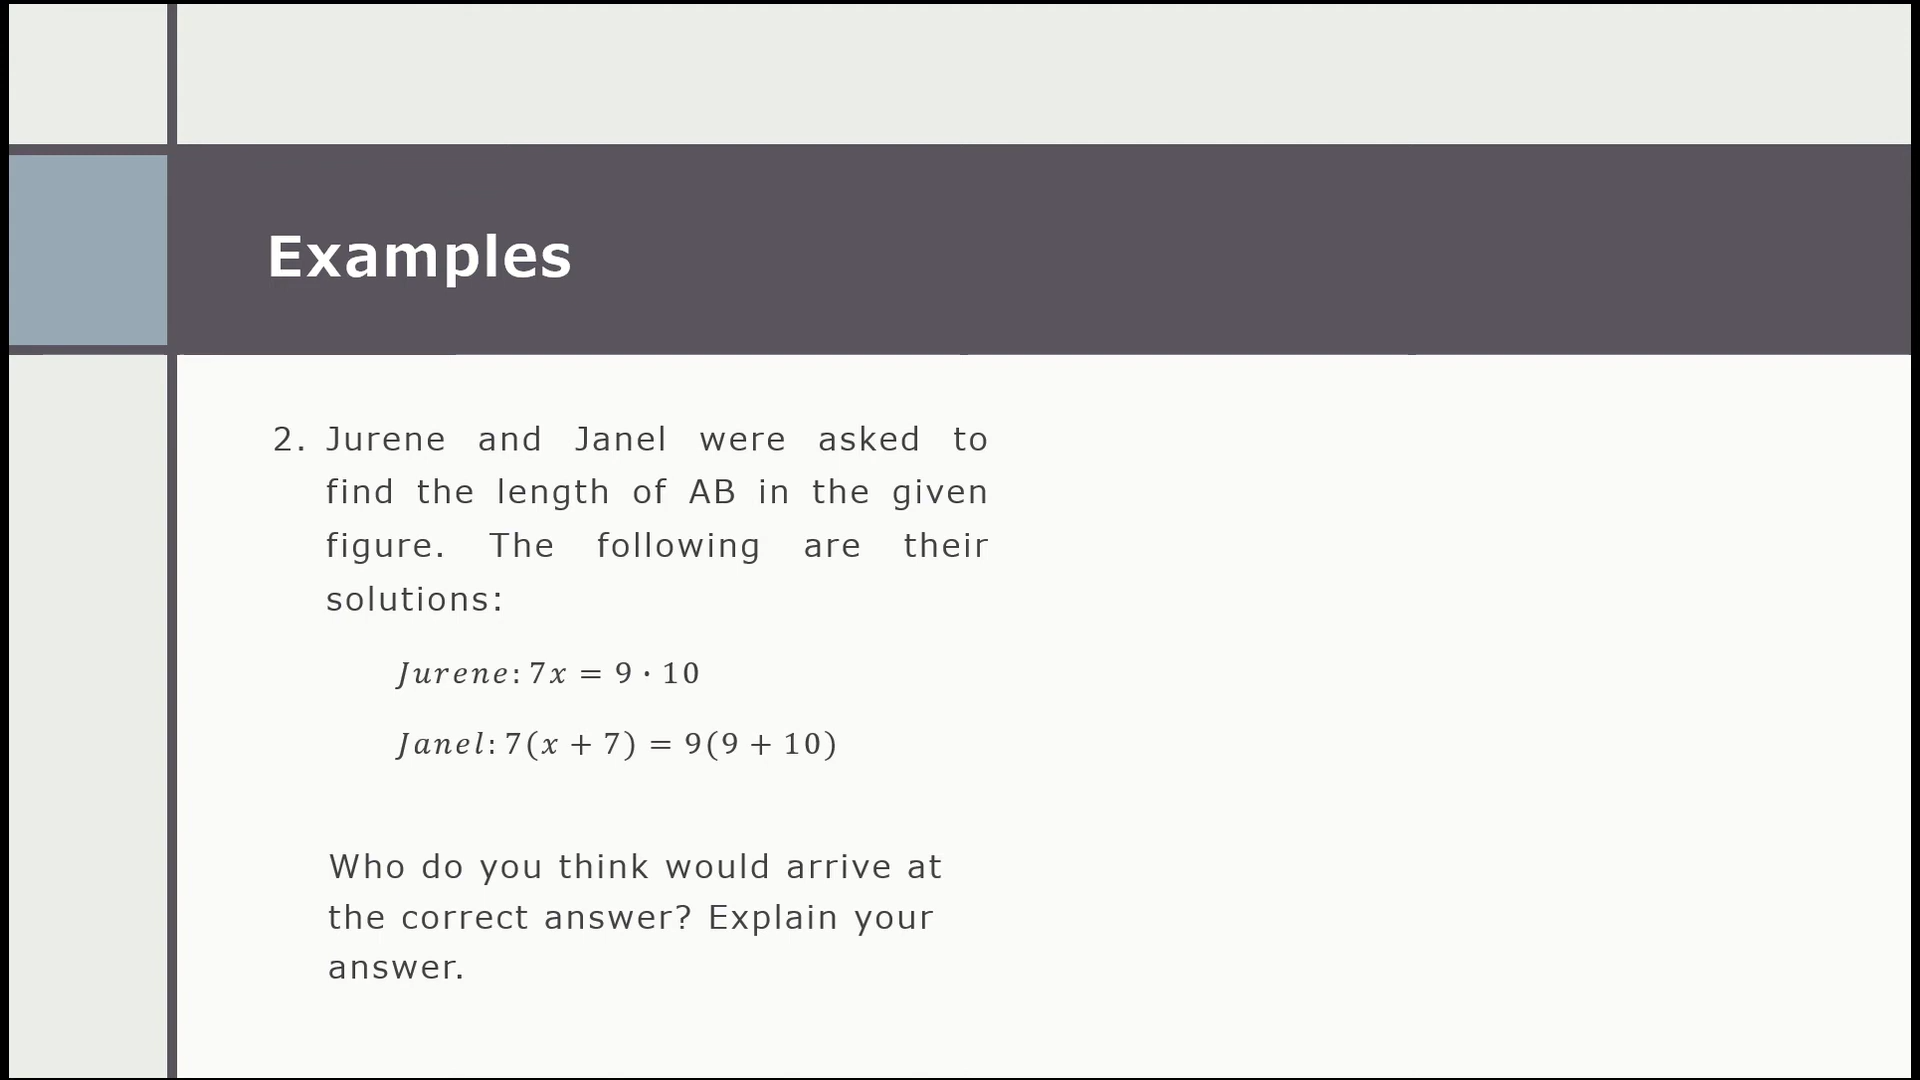 Examples
2. Jurene and Janel were asked to
find the length of AB in the given
figure. The following are their
solutions:
Jurene: 7x = 9 · 10
Janel: 7(x + 7) = 9(9 + 10)
Who do you think would arrive at
the correct answer? Explain your
answer.